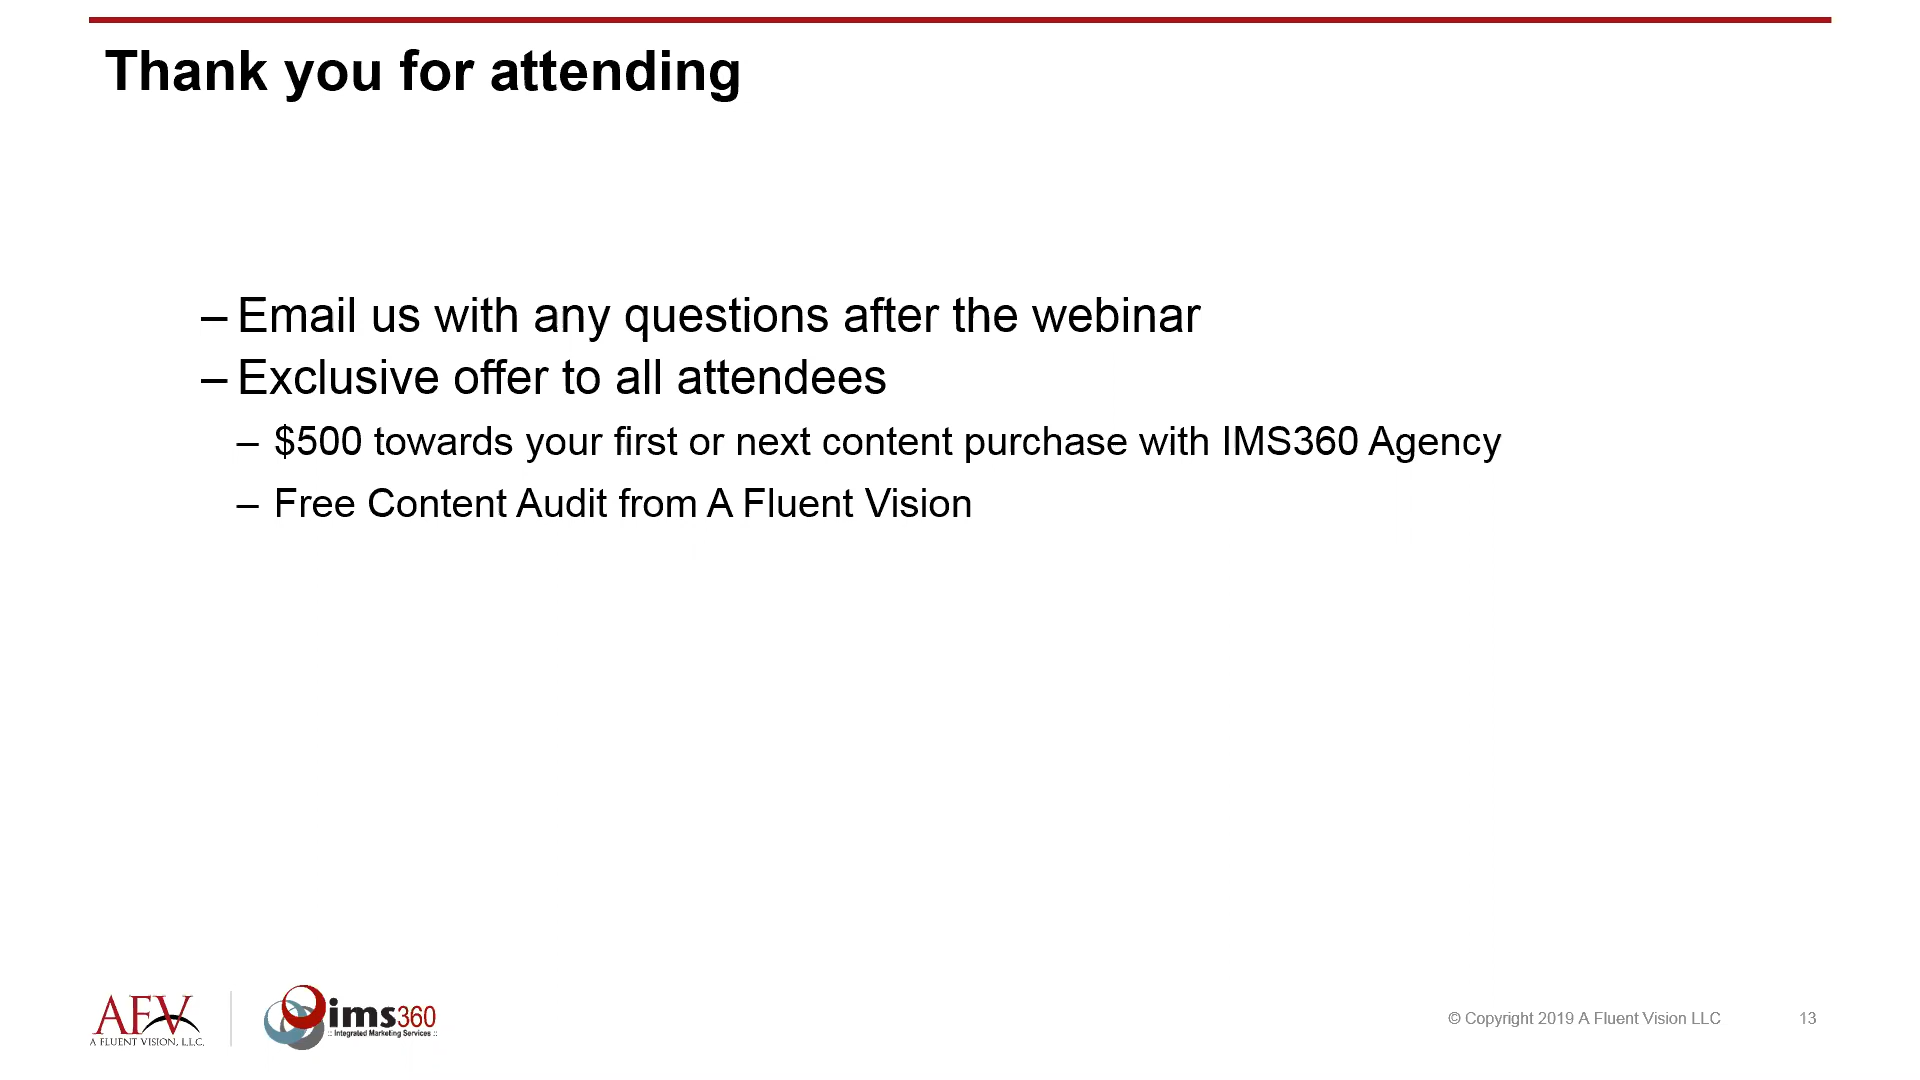 Thank you for attending
– Email us with any questions after the webinar
– Exclusive offer to all attendees
– $500 towards your first or next content purchase with IMS360 Agency
– Free Content Audit from A Fluent Vision
AFV
A FLUENT VISION, L.L.C.
ims360
:: Integrated Marketing Services ::
© Copyright 2019 A Fluent Vision LLC
13